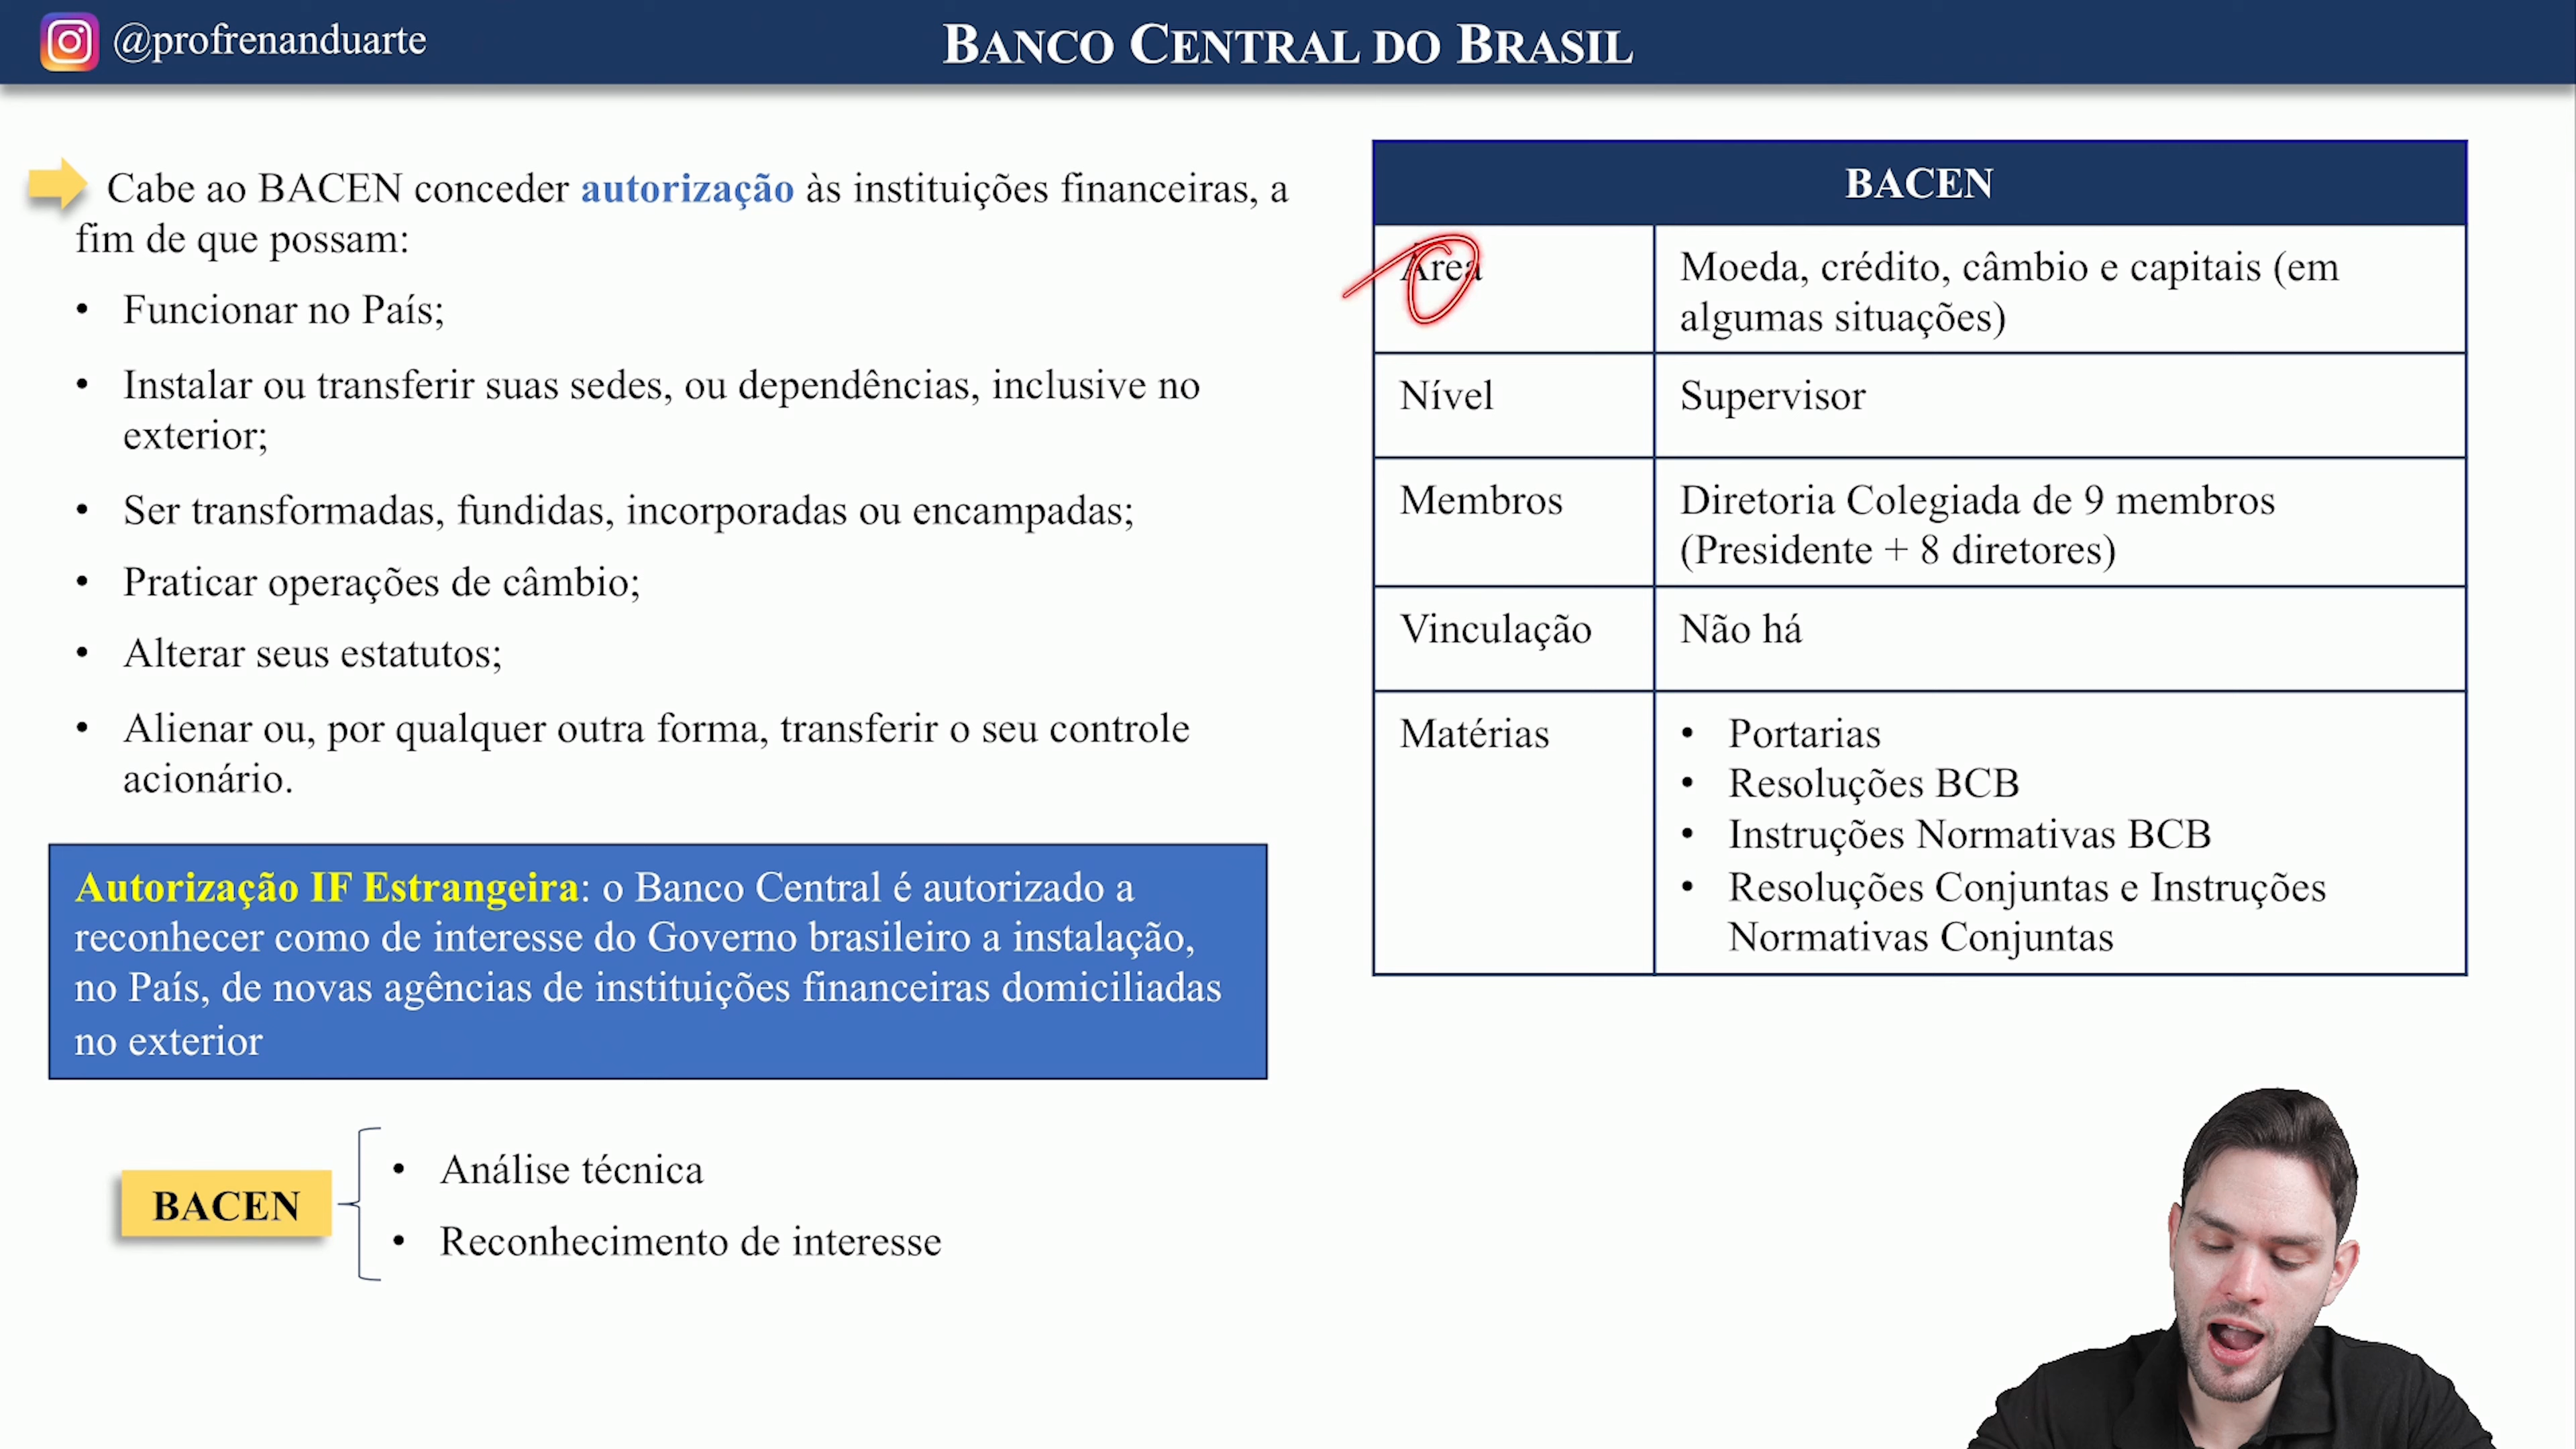 @profrenanduarte
BANCO CENTRAL DO BRASIL
Cabe ao BACEN conceder autorização às instituições financeiras, a
fim de que possam:
• Funcionar no País;
• Instalar ou transferir suas sedes, ou dependências, inclusive no
exterior;
• Ser transformadas, fundidas, incorporadas ou encampadas;
• Praticar operações de câmbio;
• Alterar seus estatutos;
• Alienar ou, por qualquer outra forma, transferir o seu controle
acionário.
Autorização IF Estrangeira: o Banco Central é autorizado a
reconhecer como de interesse do Governo brasileiro a instalação,
no País, de novas agências de instituições financeiras domiciliadas
no exterior
BACEN
• Análise técnica
• Reconhecimento de interesse
BACEN
Área
Moeda, crédito, câmbio e capitais (em
algumas situações)
Nível
Supervisor
Membros
Diretoria Colegiada de 9 membros
(Presidente + 8 diretores)
Vinculação
Não há
Matérias
• Portarias
• Resoluções BCB
• Instruções Normativas BCB
• Resoluções Conjuntas e Instruções
Normativas Conjuntas